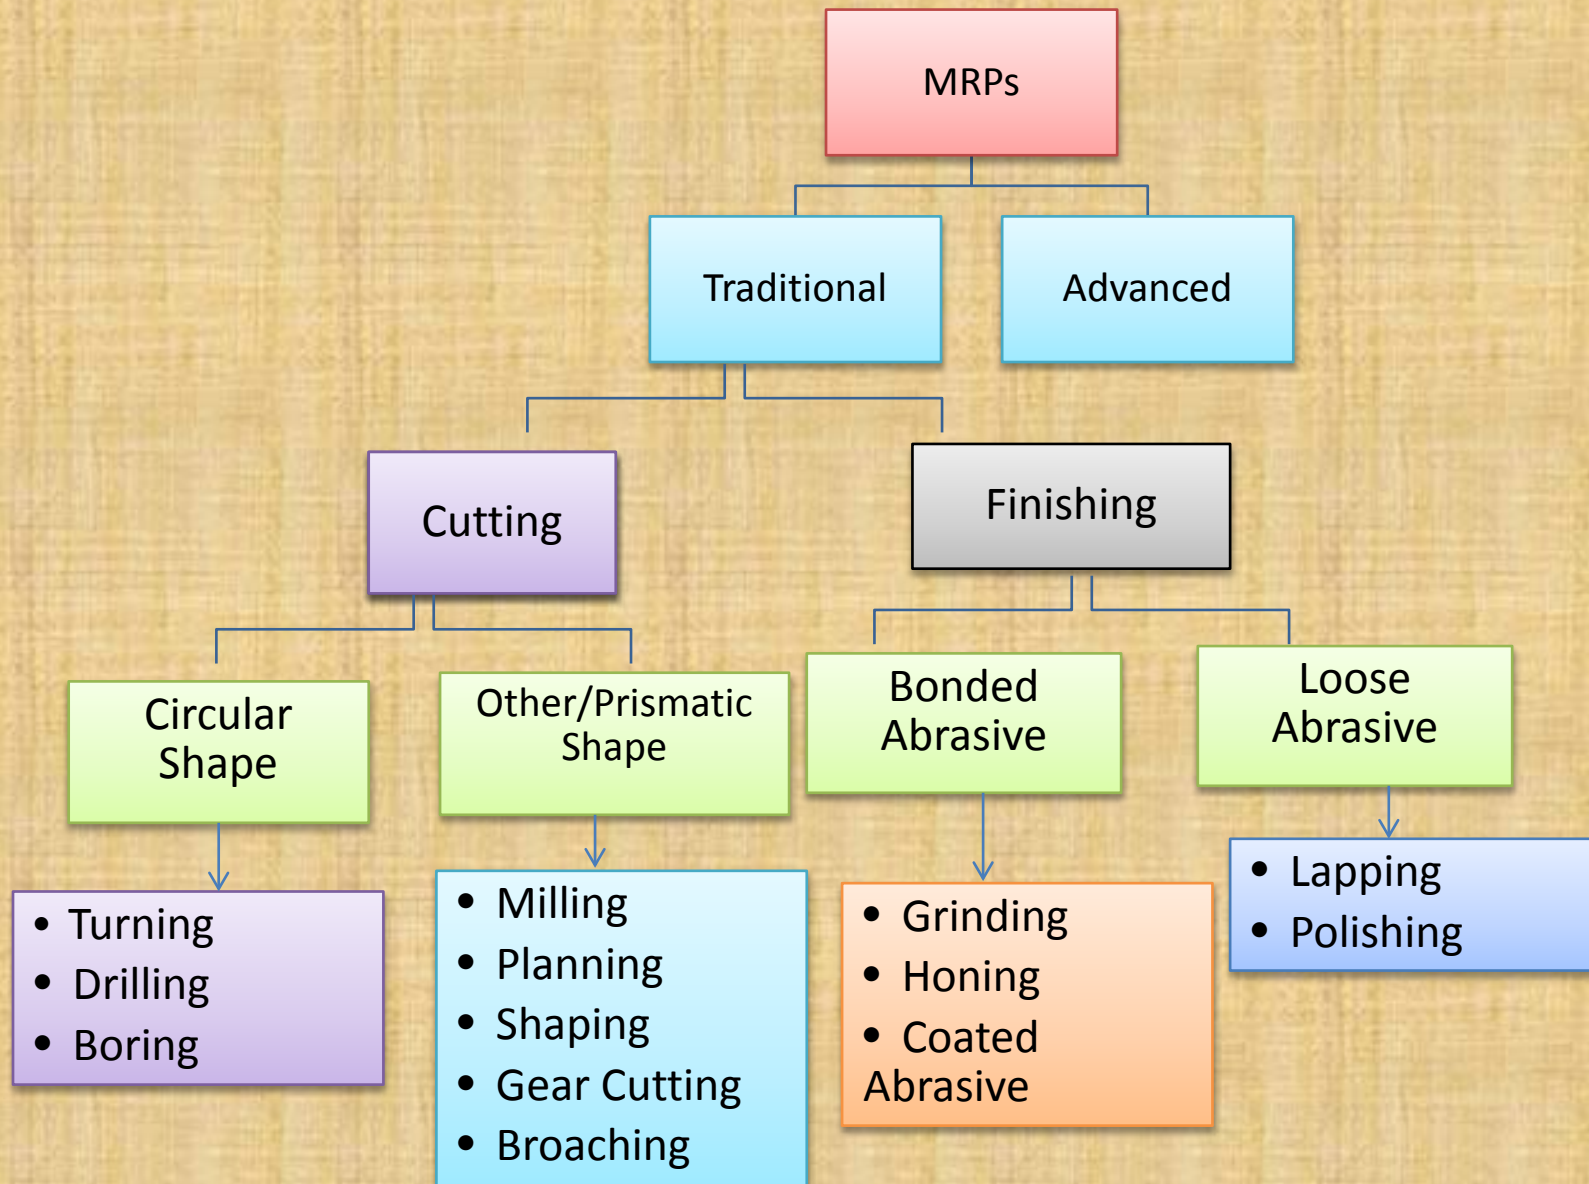 MRPs
Traditional
Advanced
Cutting
Finishing
Circular
Shape
Other/Prismatic
Shape
Bonded
Abrasive
Loose
Abrasive
• Turning
• Drilling
• Boring
• Milling
• Planning
• Shaping
• Gear Cutting
• Broaching
• Grinding
• Honing
• Coated
Abrasive
• Lapping
• Polishing